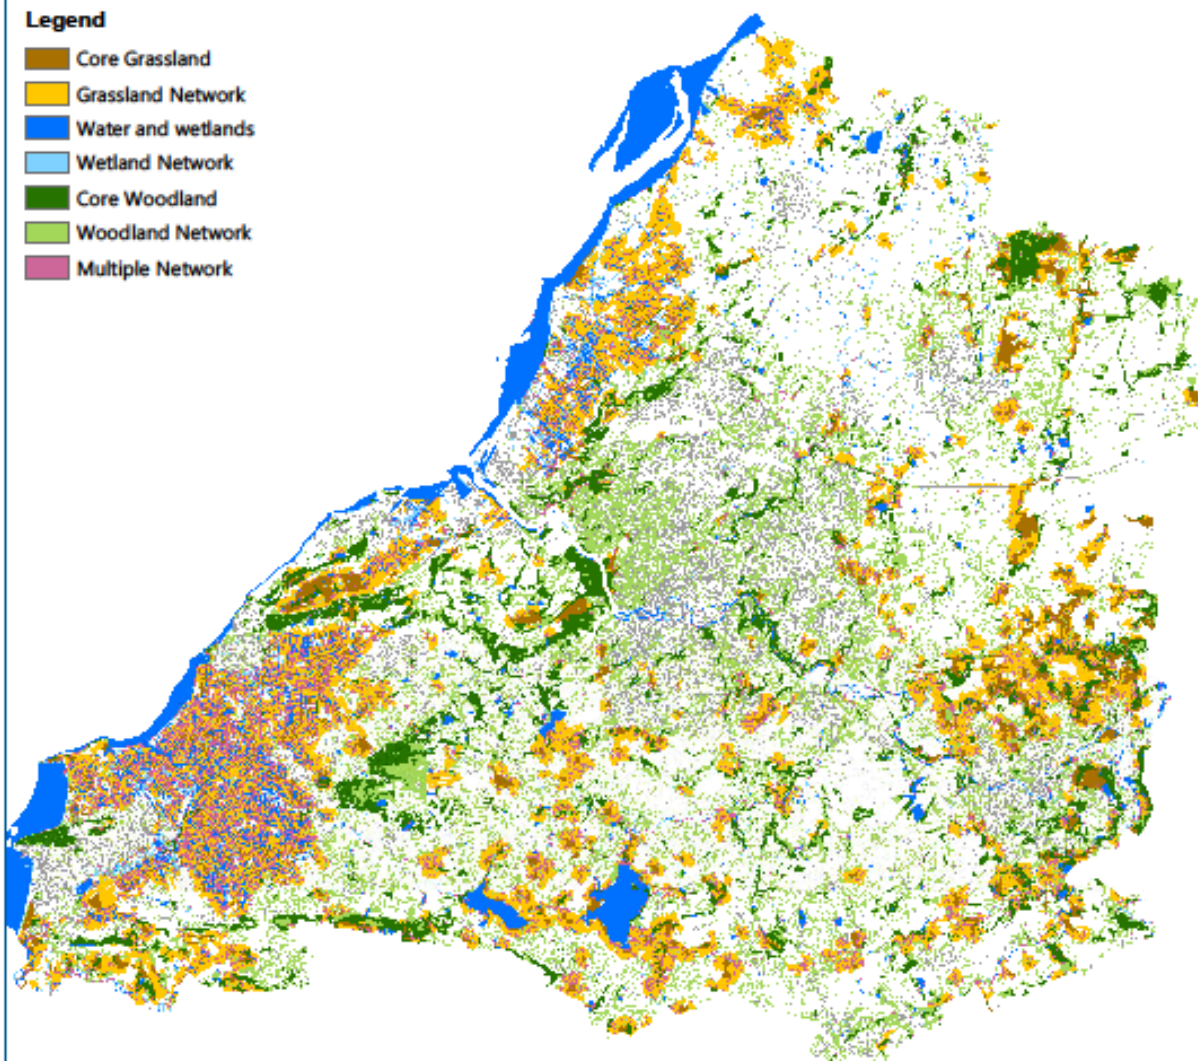 Legend
Core Grassland
Grassland Network
Water and wetlands
Wetland Network
Core Woodland
Woodland Network
Multiple Network